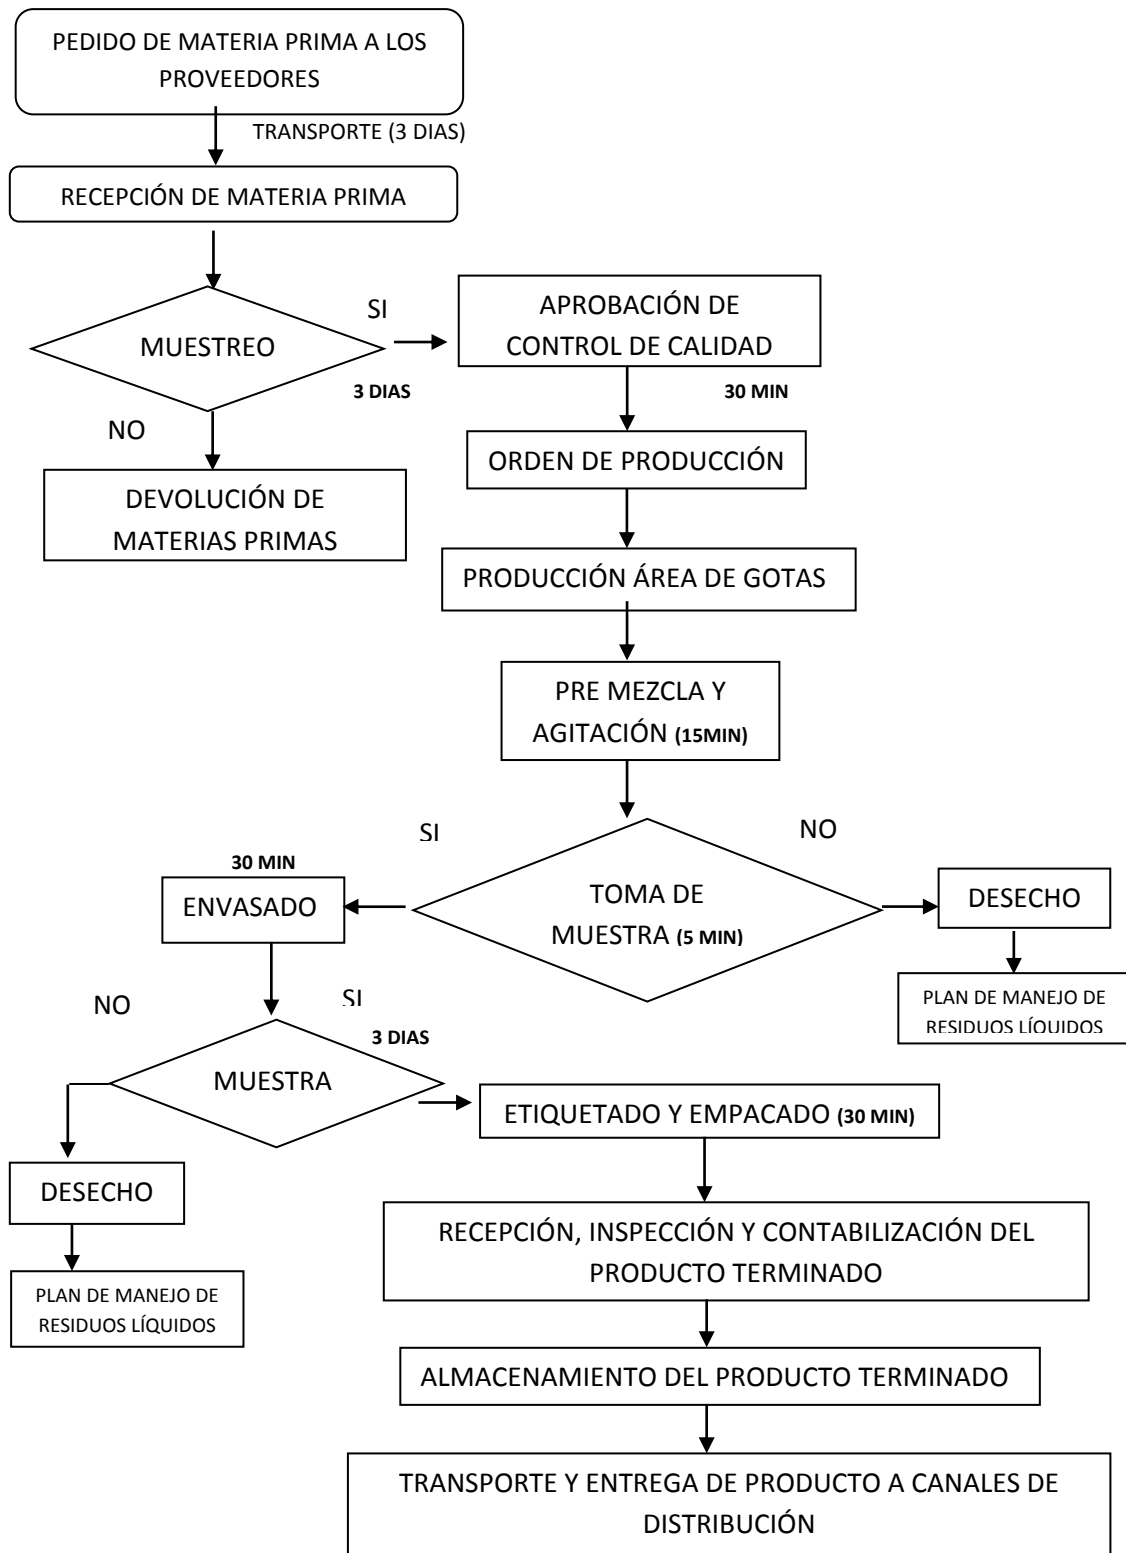 PEDIDO DE MATERIA PRIMA A LOS
PROVEEDORES
TRANSPORTE (3 DIAS)
RECEPCIÓN DE MATERIA PRIMA
SI
APROBACIÓN DE
CONTROL DE CALIDAD
MUESTREO
3 DIAS
30 MIN
NO
ORDEN DE PRODUCCIÓN
DEVOLUCIÓN DE
MATERIAS PRIMAS
PRODUCCIÓN ÁREA DE GOTAS
PRE MEZCLA Y
AGITACIÓN (15MIN)
SI
NO
30 MIN
ENVASADO
TOMA DE
MUESTRA (5 MIN)
DESECHO
PLAN DE MANEJO DE
RESIDUOS LÍQUIDOS
NO
SI
3 DIAS
MUESTRA
ETIQUETADO Y EMPACADO (30 MIN)
DESECHO
RECEPCIÓN, INSPECCIÓN Y CONTABILIZACIÓN DEL
PRODUCTO TERMINADO
PLAN DE MANEJO DE
RESIDUOS LÍQUIDOS
ALMACENAMIENTO DEL PRODUCTO TERMINADO
TRANSPORTE Y ENTREGA DE PRODUCTO A CANALES DE
DISTRIBUCIÓN